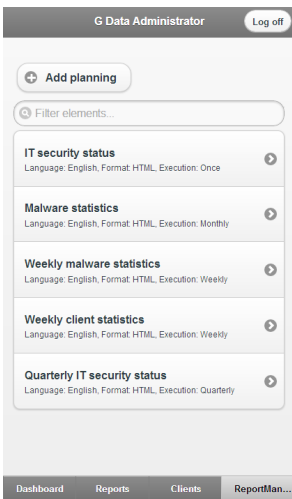 G Data Administrator
Log off
Add planning
Filter elements...
IT security status
Language: English, Format: HTML, Execution: Once
Malware statistics
Language: English, Format: HTML, Execution: Monthly
Weekly malware statistics
Language: English, Format: HTML, Execution: Weekly
Weekly client statistics
Language: English, Format: HTML, Execution: Weekly
Quarterly IT security status
Language: English, Format: HTML, Execution: Quarterly
Dashboard Reports Clients ReportMan...